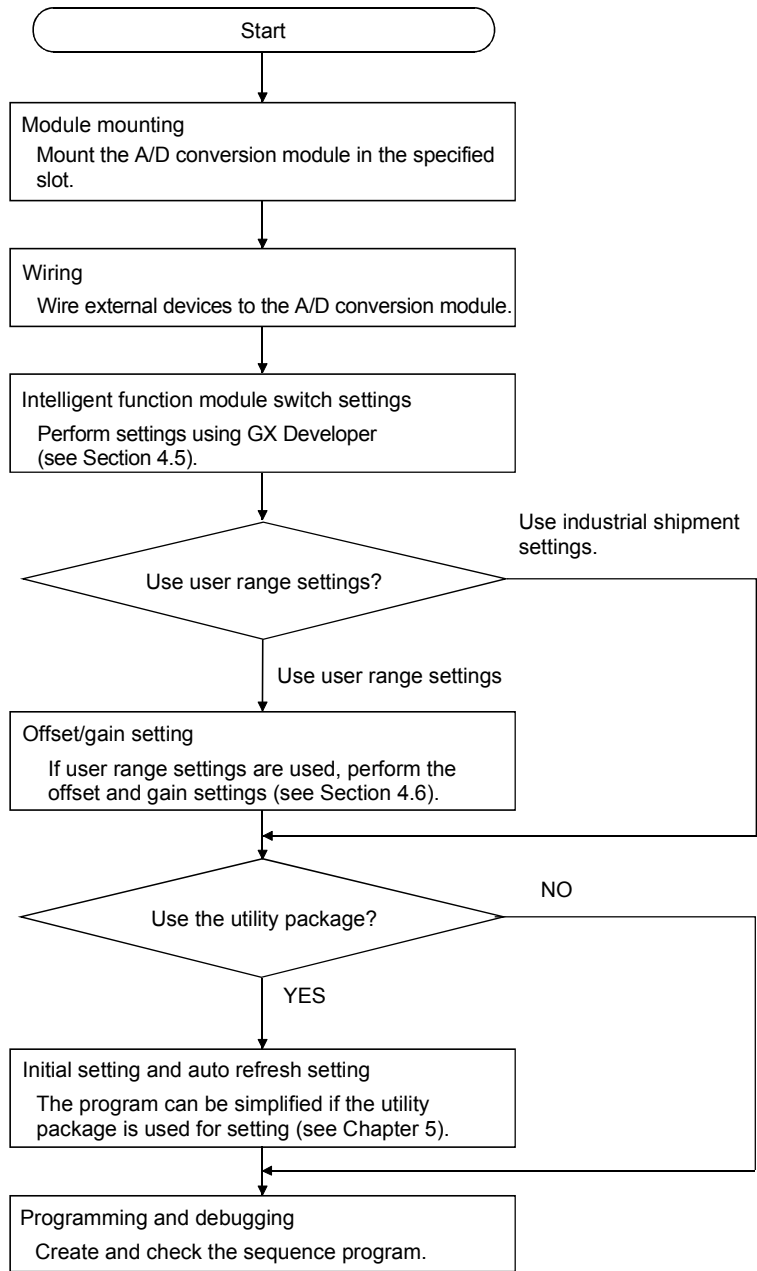 Start
Module mounting
Mount the A/D conversion module in the specified
slot.
Wiring
Wire external devices to the A/D conversion module.
Intelligent function module switch settings
Perform settings using GX Developer
(see Section 4.5).
Use industrial shipment
settings.
Use user range settings?
Use user range settings
Offset/gain setting
If user range settings are used, perform the
offset and gain settings (see Section 4.6).
NO
Use the utility package?
YES
Initial setting and auto refresh setting
The program can be simplified if the utility
package is used for setting (see Chapter 5).
Programming and debugging
Create and check the sequence program.